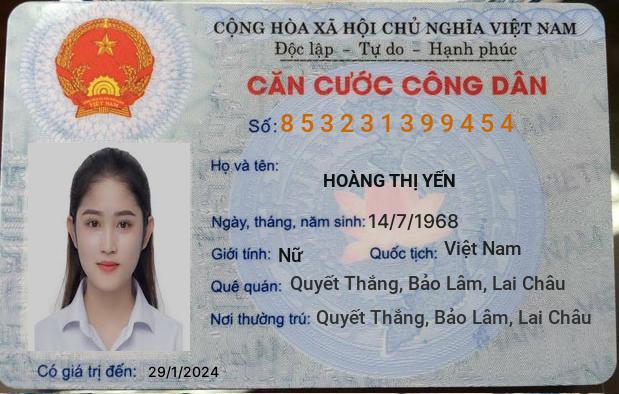 CỘNG HÒA XÃ HỘI CHỦ NGHĨA VIỆT NAM
Độc lập - Tự do - Hạnh phúc
CĂN CƯỚC CÔNG DÂN
Số: 853231399454
Họ và tên:
HOÀNG THỊ YẾN
Ngày, tháng, năm sinh: 14/7/1968
Giới tính: Nữ Quốc tịch: Việt Nam
Quê quán: Quyết Thắng, Bảo Lâm, Lai Châu
Nơi thường trú: Quyết Thắng, Bảo Lâm, Lai Châu
Có giá trị đến: 29/1/2024
VIỆT NAM